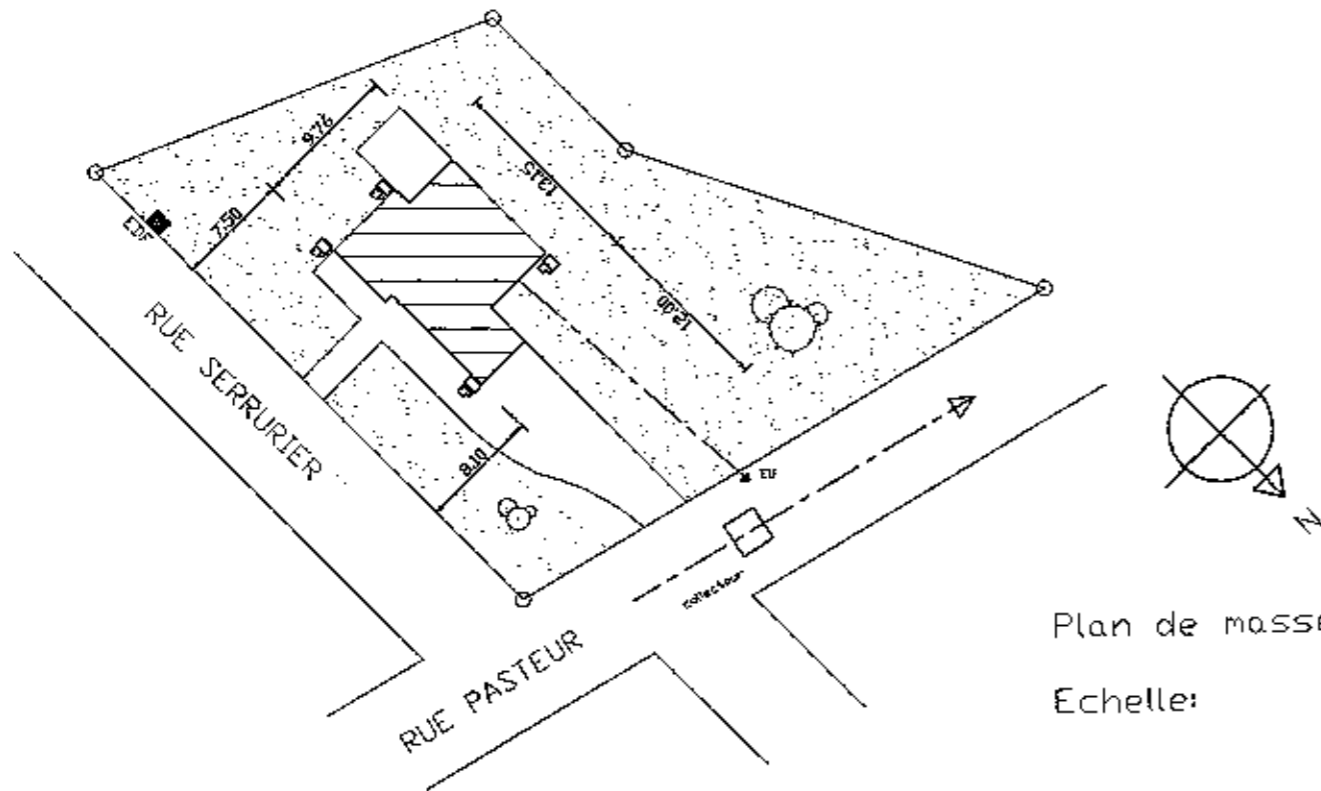 9.76
7.50
EDF
13.15
12.00
RUE SERRURIER
8.10
collecteur
N
Plan de masse
RUE PASTEUR
Echelle: